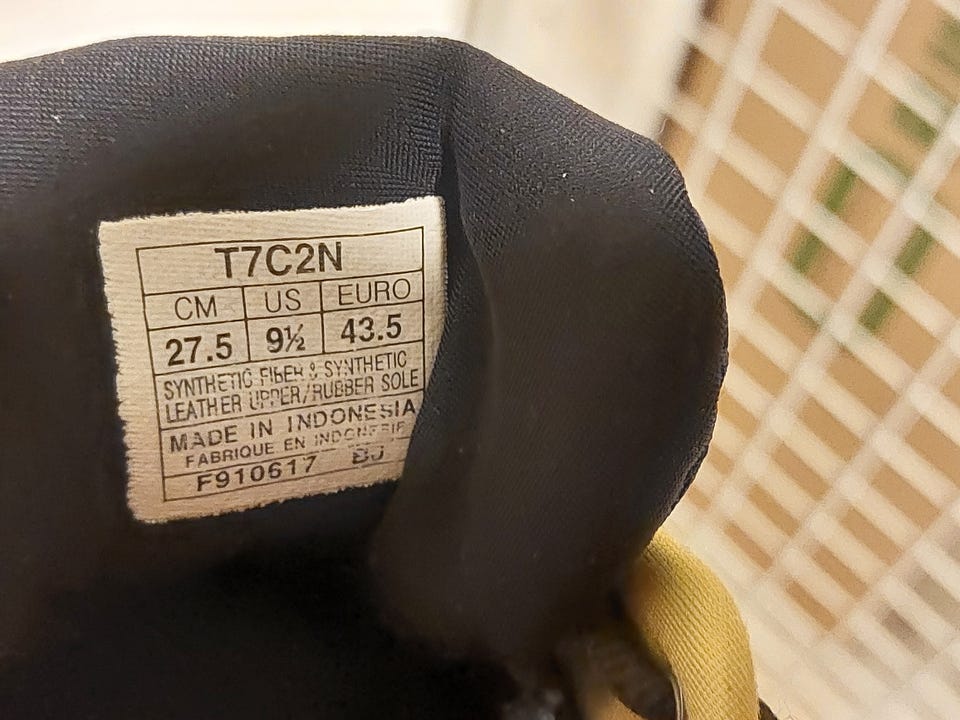 T7C2N
CM US EURO
27.5 9½ 43.5
SYNTHETIC FIBER & SYNTHETIC
LEATHER UPPER/RUBBER SOLE
MADE IN INDONESIA
FABRIQUE EN INDONESIE
F910617 BJ